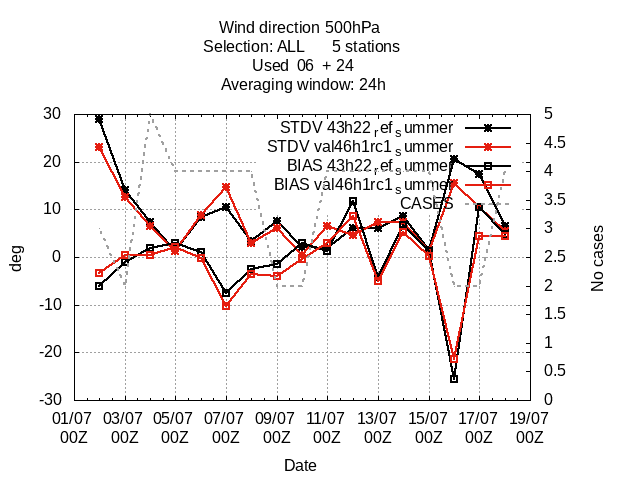 Wind direction 500hPa
Selection: ALL 5 stations
Used 06 + 24
Averaging window: 24h
30 5
STDV 43h22_ref_summer
4.5
STDV val46h1rc1_summer
20 4
BIAS 43h22_ref_summer
BIAS val46h1rc1_summer
3.5
10 CASES
3
deg 0 2.5 No cases
2
-10
1.5
-20 1
0.5
-30 0
01/07 03/07 05/07 07/07 09/07 11/07 13/07 15/07 17/07 19/07
00Z 00Z 00Z 00Z 00Z 00Z 00Z 00Z 00Z 00Z
Date